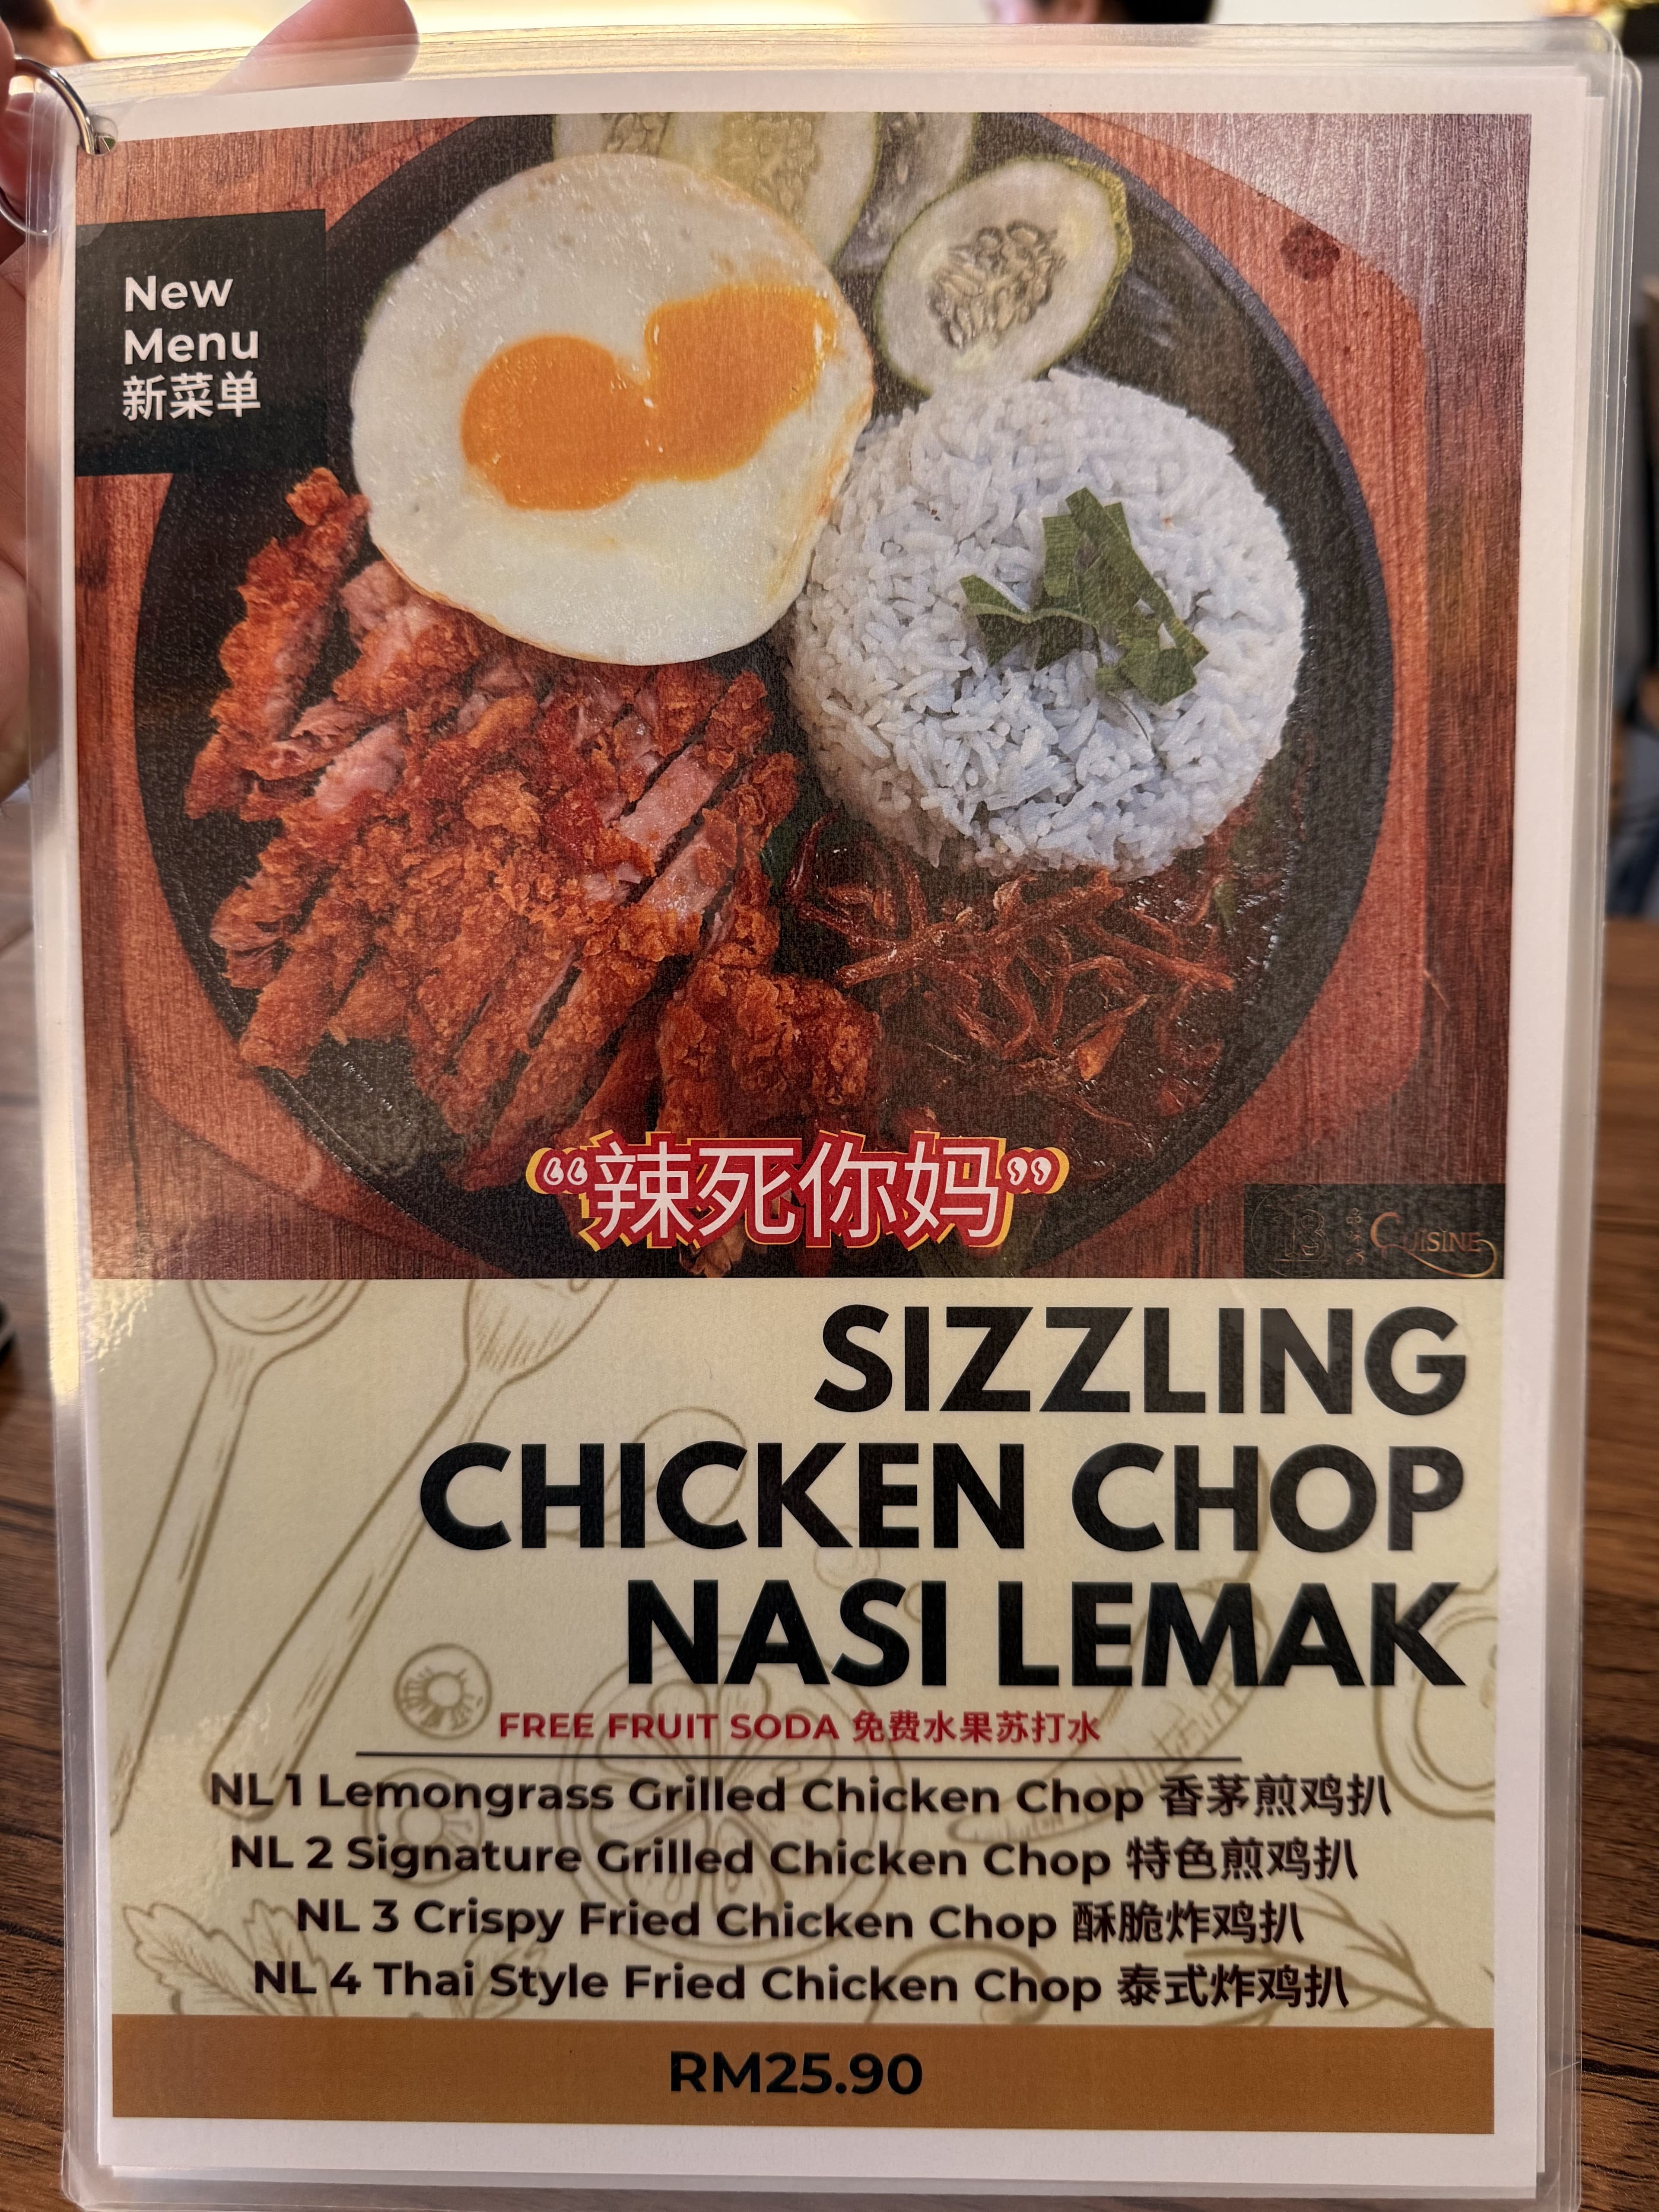 New
Menu
新菜单
“辣死你妈”
CUISINE
SIZZLING
CHICKEN CHOP
NASI LEMAK
FREE FRUIT SODA 免费水果苏打水
NL 1 Lemongrass Grilled Chicken Chop 香茅煎鸡扒
NL 2 Signature Grilled Chicken Chop 特色煎鸡扒
NL 3 Crispy Fried Chicken Chop 酥脆炸鸡扒
NL 4 Thai Style Fried Chicken Chop 泰式炸鸡扒
RM25.90